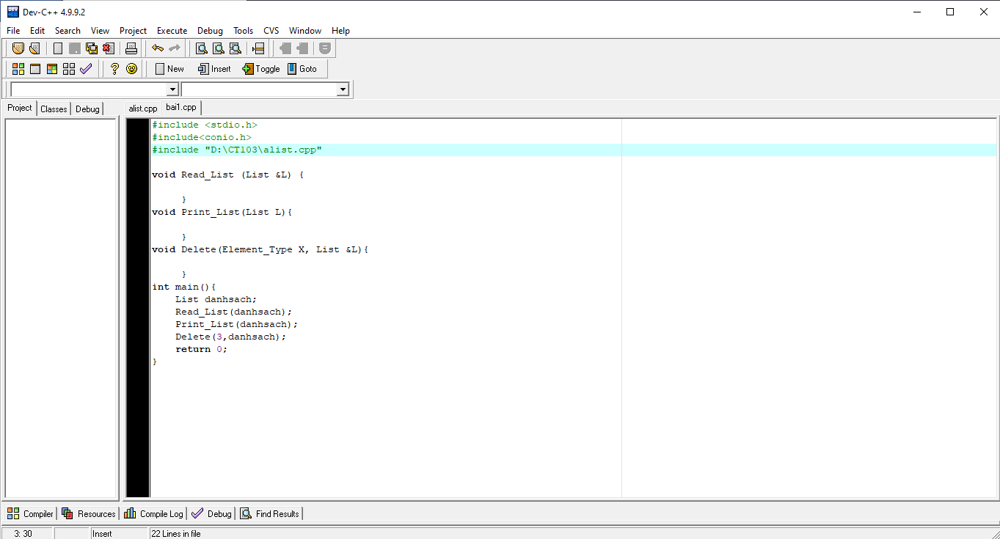 Dev-C++ 4.9.9.2
File Edit Search View Project Execute Debug Tools CVS Window Help
New Insert Toggle Goto
Project Classes Debug alist.cpp bai1.cpp
#include <stdio.h>
#include<conio.h>
#include "D:\CT103\alist.cpp"
void Read_List (List &L) {
}
void Print_List(List L){
}
void Delete(Element_Type X, List &L){
}
int main(){
List danhsach;
Read_List(danhsach);
Print_List(danhsach);
Delete(3,danhsach);
return 0;
}
Compiler Resources Compile Log Debug Find Results
3: 30 Insert 22 Lines in file